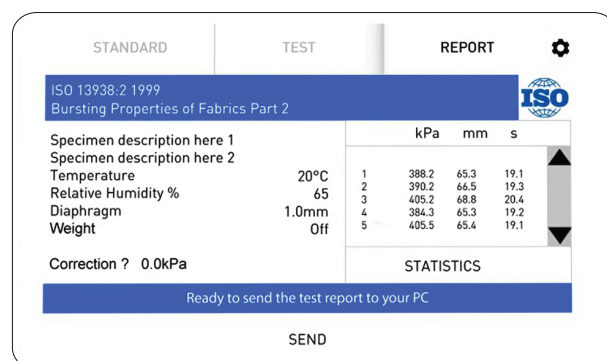 STANDARD TEST REPORT
ISO 13938:2 1999
Bursting Properties of Fabrics Part 2
ISO
Specimen description here 1
Specimen description here 2
Temperature 20°C
Relative Humidity % 65
Diaphragm 1.0mm
Weight Off
Correction ? 0.0kPa
kPa mm s
1 388.2 65.3 19.1
2 390.2 66.5 19.3
3 405.2 68.8 20.4
4 384.3 65.3 19.2
5 405.5 65.4 19.1
STATISTICS
Ready to send the test report to your PC
SEND